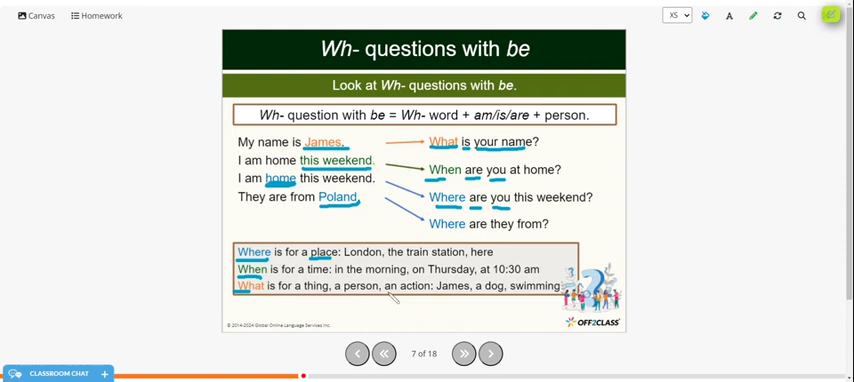 Canvas
Homework
XS
A
Wh- questions with be
Look at Wh- questions with be.
Wh- question with be = Wh- word + am/is/are + person.
My name is James.
What is your name?
I am home this weekend.
When are you at home?
I am home this weekend.
Where are you this weekend?
They are from Poland.
Where are they from?
Where is for a place: London, the train station, here
When is for a time: in the morning, on Thursday, at 10:30 am
What is for a thing, a person, an action: James, a dog, swimming
© 2014-2024 Global Online Language Services Inc.
OFF2CLASS
7 of 18
CLASSROOM CHAT +